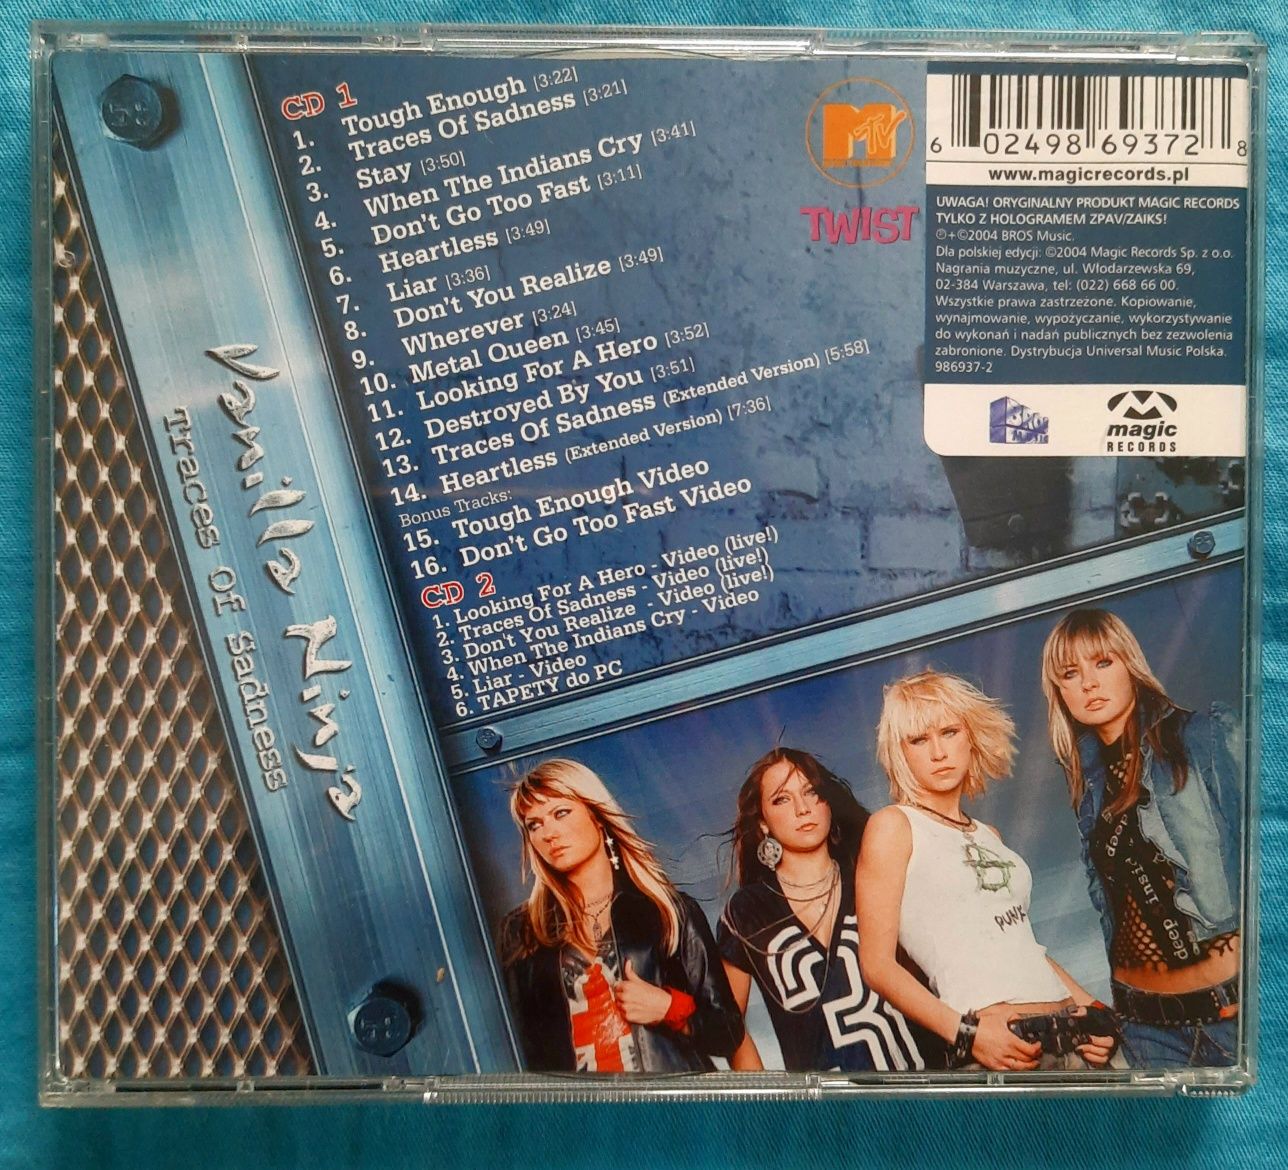 CD 1
1. Tough Enough [3:22]
2. Traces Of Sadness [3:21]
3. Stay [3:50]
4. When The Indians Cry [3:41]
5. Don't Go Too Fast [3:11]
6. Heartless [3:49]
7. Liar [3:36]
8. Don't You Realize [3:49]
9. Wherever [3:24]
10. Metal Queen [3:45]
11. Looking For A Hero [3:52]
12. Destroyed By You [3:51]
13. Traces Of Sadness (Extended Version) [5:58]
14. Heartless (Extended Version) [7:36]
Bonus Tracks:
15. Tough Enough Video
16. Don't Go Too Fast Video
CD 2
1. Looking For A Hero - Video (live!)
2. Traces Of Sadness - Video (live!)
3. Don't You Realize - Video (live!)
4. When The Indians Cry - Video
5. Liar - Video
6. TAPETY do PC
MTV
TWIST
6 02498 69372 8
www.magicrecords.pl
UWAGA! ORYGINALNY PRODUKT MAGIC RECORDS
TYLKO Z HOLOGRAMEM ZPAV/ZAIKS!
℗+©2004 BROS Music.
Dla polskiej edycji: ©2004 Magic Records Sp. z o.o.
Nagrania muzyczne, ul. Włodarzewska 69,
02-384 Warszawa, tel: (022) 668 66 00.
Wszystkie prawa zastrzeżone. Kopiowanie,
wynajmowanie, wypożyczanie, wykorzystywanie
do wykonań i nadań publicznych bez zezwolenia
zabronione. Dystrybucja Universal Music Polska.
986937-2
BROS
MUSIC
magic
RECORDS
Vanilla Ninja
Traces of Sadness
PUNX
deep inside
deep